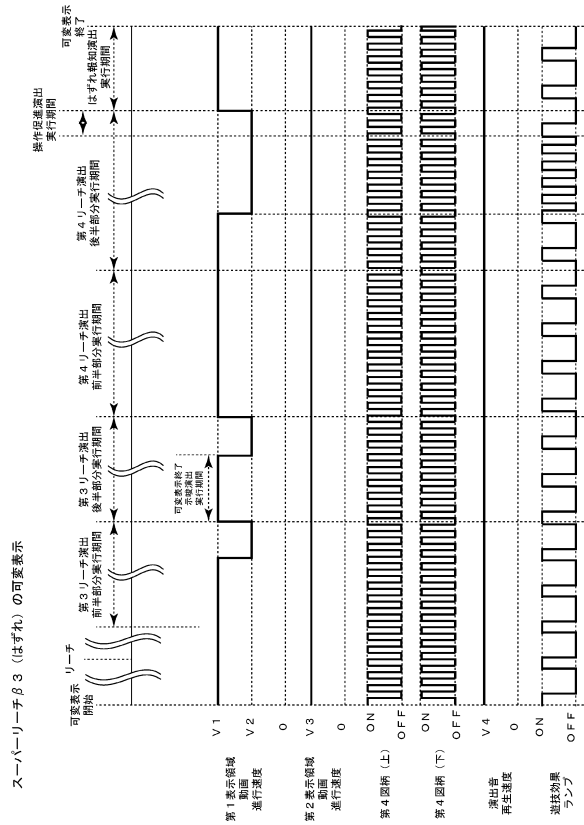 スーパーリーチβ3（はずれ）の可変表示
可変表示
開始
リーチ
第３リーチ演出
前半部分実行期間
第３リーチ演出
後半部分実行期間
可変表示終了
示唆演出
実行期間
第４リーチ演出
前半部分実行期間
第４リーチ演出
後半部分実行期間
操作促進演出
実行期間
はずれ報知演出
実行期間
可変表示
終了
第１表示領域
動画
進行速度
Ｖ１
Ｖ２
０
第２表示領域
動画
進行速度
Ｖ３
０
第４図柄（上）
ＯＮ
ＯＦＦ
第４図柄（下）
ＯＮ
ＯＦＦ
演出音
再生速度
Ｖ４
０
遊技効果
ランプ
ＯＮ
ＯＦＦ